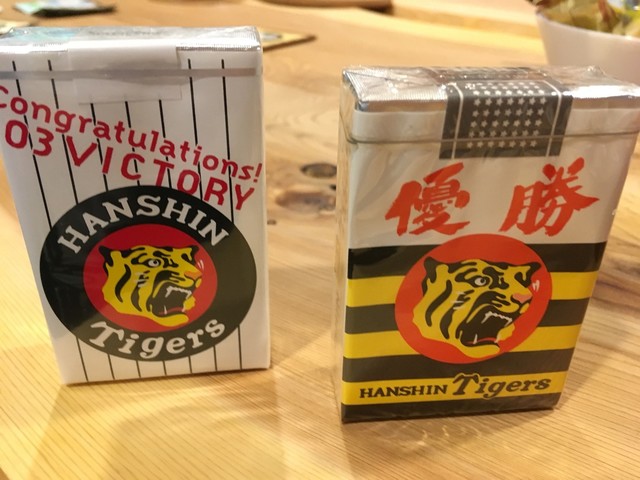 Congratulations!
03 VICTORY
HANSHIN
Tigers
優勝
HANSHIN Tigers